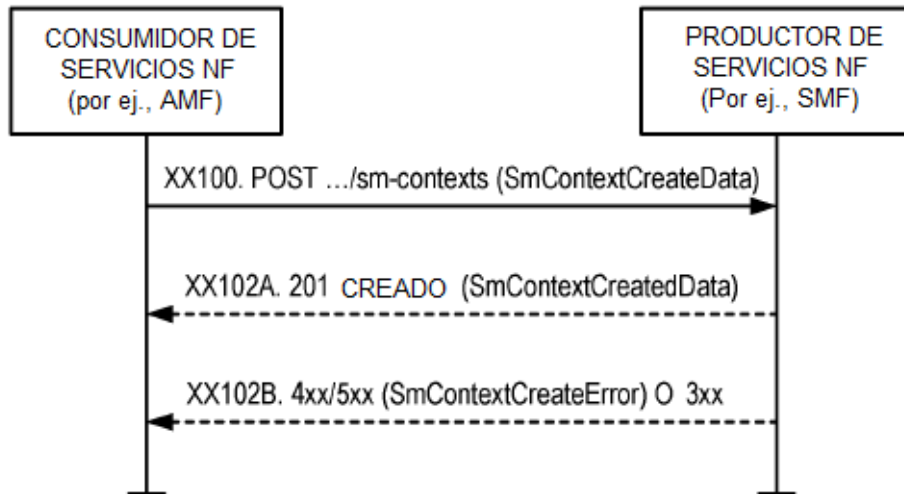 CONSUMIDOR DE
SERVICIOS NF
(por ej., AMF)
PRODUCTOR DE
SERVICIOS NF
(Por ej., SMF)
XX100. POST .../sm-contexts (SmContextCreateData)
XX102A. 201 CREADO (SmContextCreatedData)
XX102B. 4xx/5xx (SmContextCreateError) O 3xx